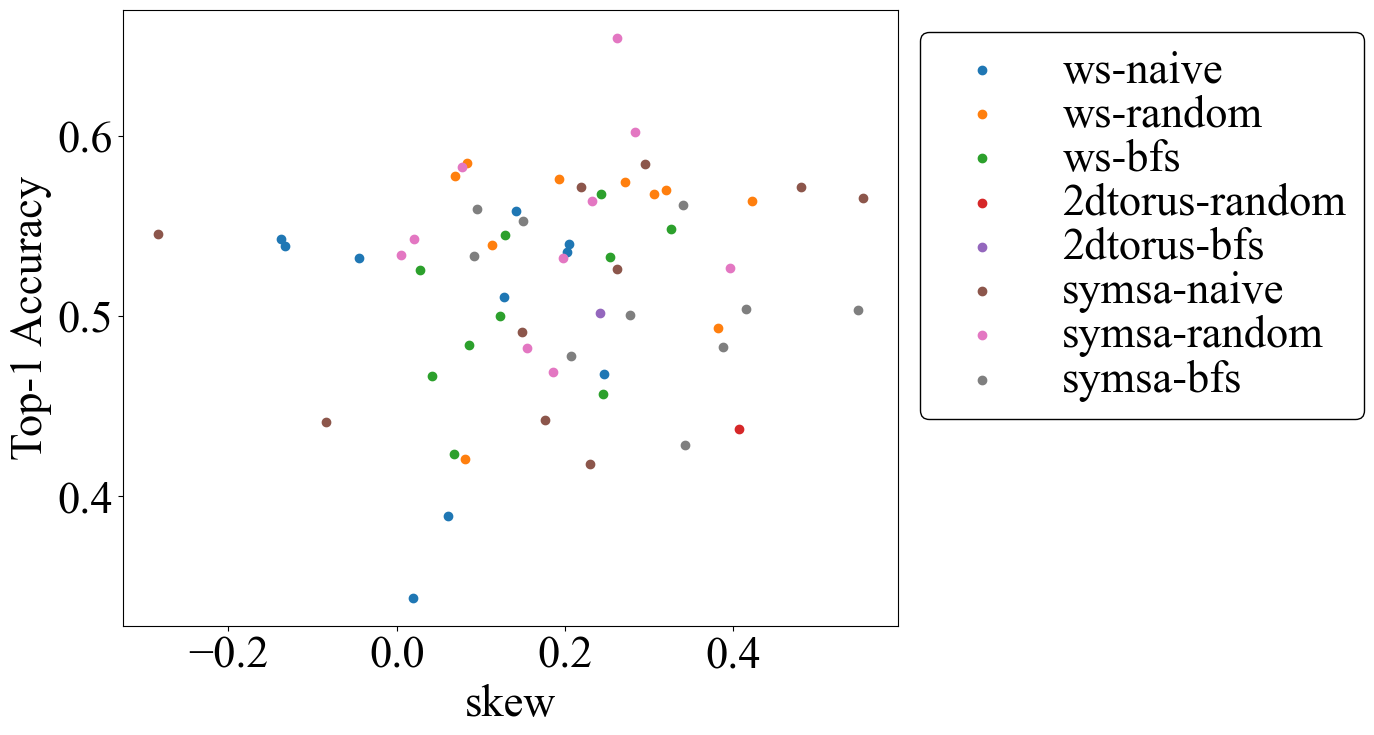 Top-1 Accuracy
0.6
0.5
0.4
−0.2
0.0
0.2
0.4
skew
ws-naive
ws-random
ws-bfs
2dtorus-random
2dtorus-bfs
symsa-naive
symsa-random
symsa-bfs